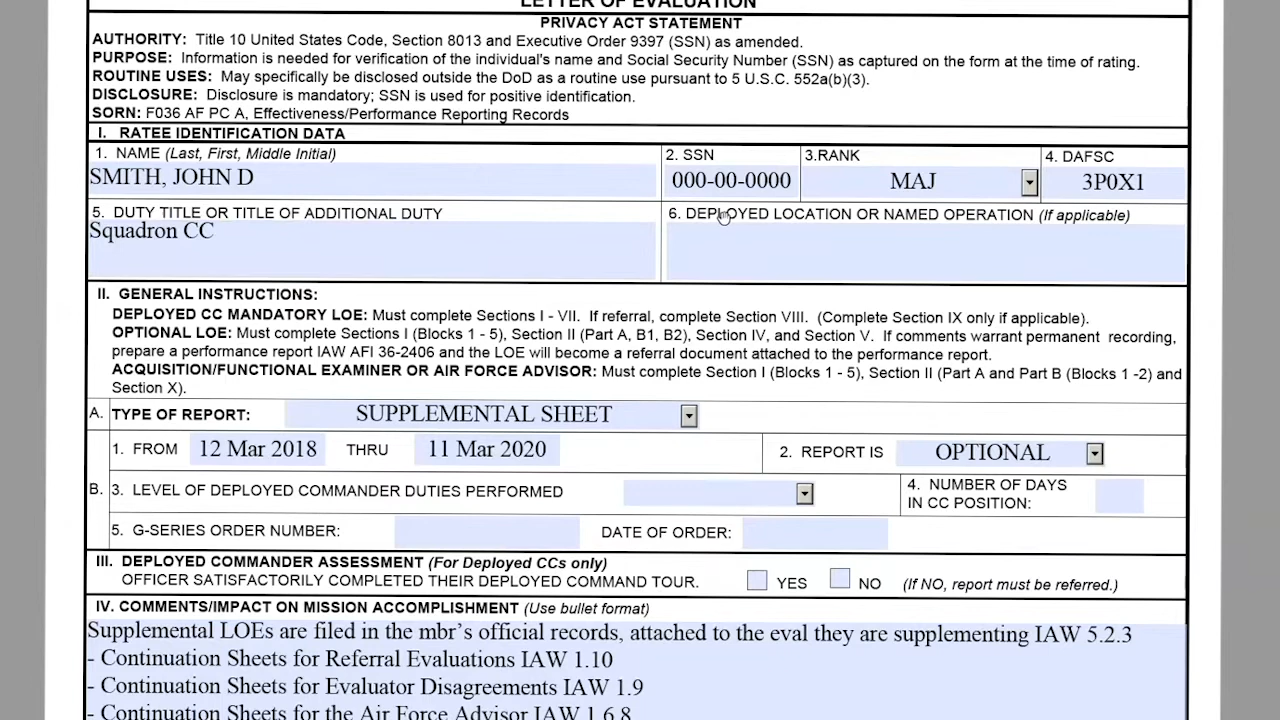 LETTER OF EVALUATION
PRIVACY ACT STATEMENT
AUTHORITY: Title 10 United States Code, Section 8013 and Executive Order 9397 (SSN) as amended.
PURPOSE: Information is needed for verification of the individual's name and Social Security Number (SSN) as captured on the form at the time of rating.
ROUTINE USES: May specifically be disclosed outside the DoD as a routine use pursuant to 5 U.S.C. 552a(b)(3).
DISCLOSURE: Disclosure is mandatory; SSN is used for positive identification.
SORN: F036 AF PC A, Effectiveness/Performance Reporting Records
I. RATEE IDENTIFICATION DATA
1. NAME (Last, First, Middle Initial)
SMITH, JOHN D
2. SSN
000-00-0000
3.RANK
MAJ
4. DAFSC
3P0X1
5. DUTY TITLE OR TITLE OF ADDITIONAL DUTY
Squadron CC
6. DEPLOYED LOCATION OR NAMED OPERATION (If applicable)
II. GENERAL INSTRUCTIONS:
DEPLOYED CC MANDATORY LOE: Must complete Sections I - VII. If referral, complete Section VIII. (Complete Section IX only if applicable).
OPTIONAL LOE: Must complete Sections I (Blocks 1 - 5), Section II (Part A, B1, B2), Section IV, and Section V. If comments warrant permanent recording,
prepare a performance report IAW AFI 36-2406 and the LOE will become a referral document attached to the performance report.
ACQUISITION/FUNCTIONAL EXAMINER OR AIR FORCE ADVISOR: Must complete Section I (Blocks 1 - 5), Section II (Part A and Part B (Blocks 1 -2) and
Section X).
A. TYPE OF REPORT: SUPPLEMENTAL SHEET
1. FROM 12 Mar 2018 THRU 11 Mar 2020
2. REPORT IS OPTIONAL
B. 3. LEVEL OF DEPLOYED COMMANDER DUTIES PERFORMED
4. NUMBER OF DAYS
IN CC POSITION:
5. G-SERIES ORDER NUMBER: DATE OF ORDER:
III. DEPLOYED COMMANDER ASSESSMENT (For Deployed CCs only)
OFFICER SATISFACTORILY COMPLETED THEIR DEPLOYED COMMAND TOUR. YES NO (If NO, report must be referred.)
IV. COMMENTS/IMPACT ON MISSION ACCOMPLISHMENT (Use bullet format)
Supplemental LOEs are filed in the mbr's official records, attached to the eval they are supplementing IAW 5.2.3
- Continuation Sheets for Referral Evaluations IAW 1.10
- Continuation Sheets for Evaluator Disagreements IAW 1.9
- Continuation Sheets for the Air Force Advisor IAW 1.6.8